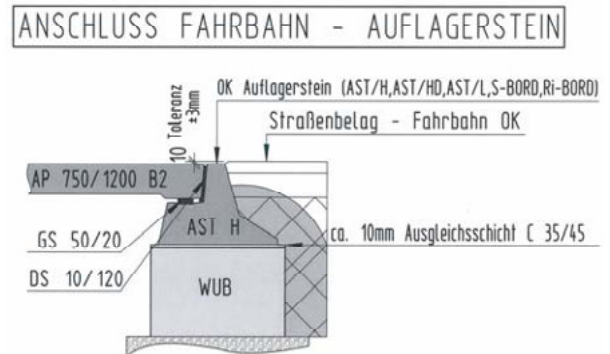 ANSCHLUSS FAHRBAHN - AUFLAGERSTEIN
OK Auflagerstein (AST/H,AST/HD,AST/L,S-BORD,Ri-BORD)
10 Toleranz
±3mm
Straßenbelag - Fahrbahn OK
AP 750/1200 B2
AST H
GS 50/20
ca. 10mm Ausgleichsschicht C 35/45
DS 10/120
WUB